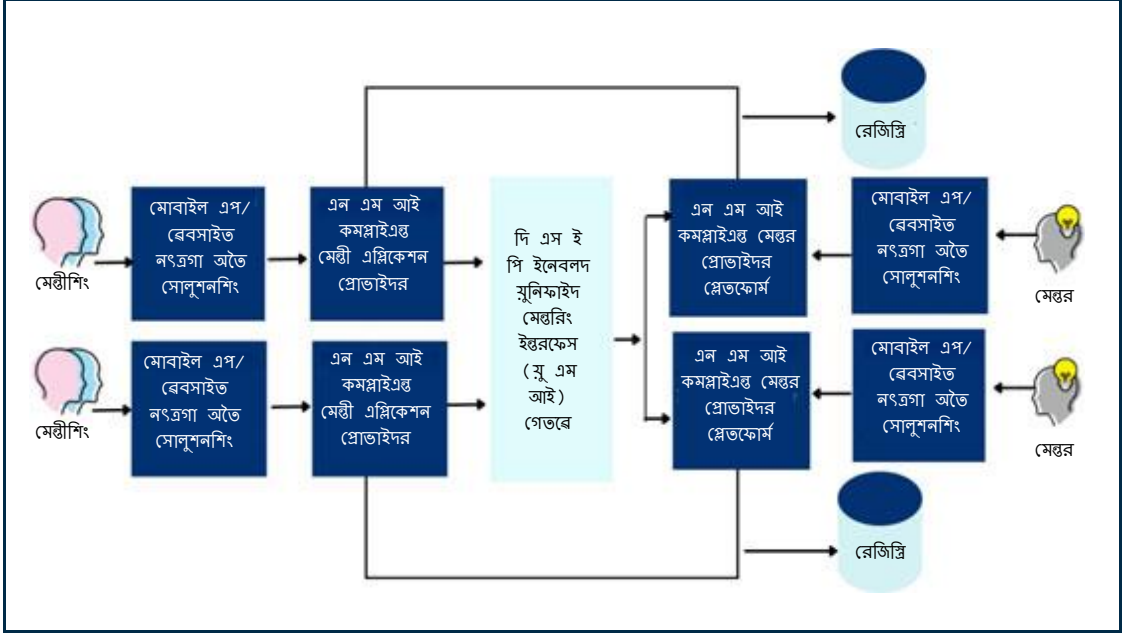 রেজিস্ত্রি
মেন্তীশিং
মোবাইল এপ/
ৱেবসাইত
নৎত্রগা অতৈ
সোলুশনশিং
এন এম আই
কমপ্লাইএন্ত
মেন্তী এপ্লিকেশন
প্রোভাইদর
দি এস ই
পি ইনেবলদ
য়ুনিফাইদ
মেন্তরিং
ইন্তরফেস
(য়ু এম
আই)
গেতৱে
এন এম আই
কমপ্লাইএন্ত মেন্তর
প্রোভাইদর
প্লেতফোর্ম
মোবাইল এপ/
ৱেবসাইত
নৎত্রগা অতৈ
সোলুশনশিং
মেন্তর
মেন্তীশিং
মোবাইল এপ/
ৱেবসাইত
নৎত্রগা অতৈ
সোলুশনশিং
এন এম আই
কমপ্লাইএন্ত
মেন্তী এপ্লিকেশন
প্রোভাইদর
এন এম আই
কমপ্লাইএন্ত মেন্তর
প্রোভাইদর
প্লেতফোর্ম
মোবাইল এপ/
ৱেবসাইত
নৎত্রগা অতৈ
সোলুশনশিং
মেন্তর
রেজিস্ত্রি